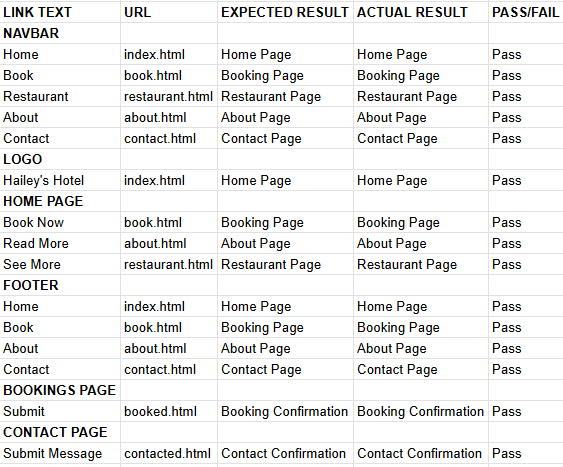 LINK TEXT URL EXPECTED RESULT ACTUAL RESULT PASS/FAIL
NAVBAR
Home index.html Home Page Home Page Pass
Book book.html Booking Page Booking Page Pass
Restaurant restaurant.html Restaurant Page Restaurant Page Pass
About about.html About Page About Page Pass
Contact contact.html Contact Page Contact Page Pass
LOGO
Hailey's Hotel index.html Home Page Home Page Pass
HOME PAGE
Book Now book.html Booking Page Booking Page Pass
Read More about.html About Page About Page Pass
See More restaurant.html Restaurant Page Restaurant Page Pass
FOOTER
Home index.html Home Page Home Page Pass
Book book.html Booking Page Booking Page Pass
About about.html About Page About Page Pass
Contact contact.html Contact Page Contact Page Pass
BOOKINGS PAGE
Submit booked.html Booking Confirmation Booking Confirmation Pass
CONTACT PAGE
Submit Message contacted.html Contact Confirmation Contact Confirmation Pass